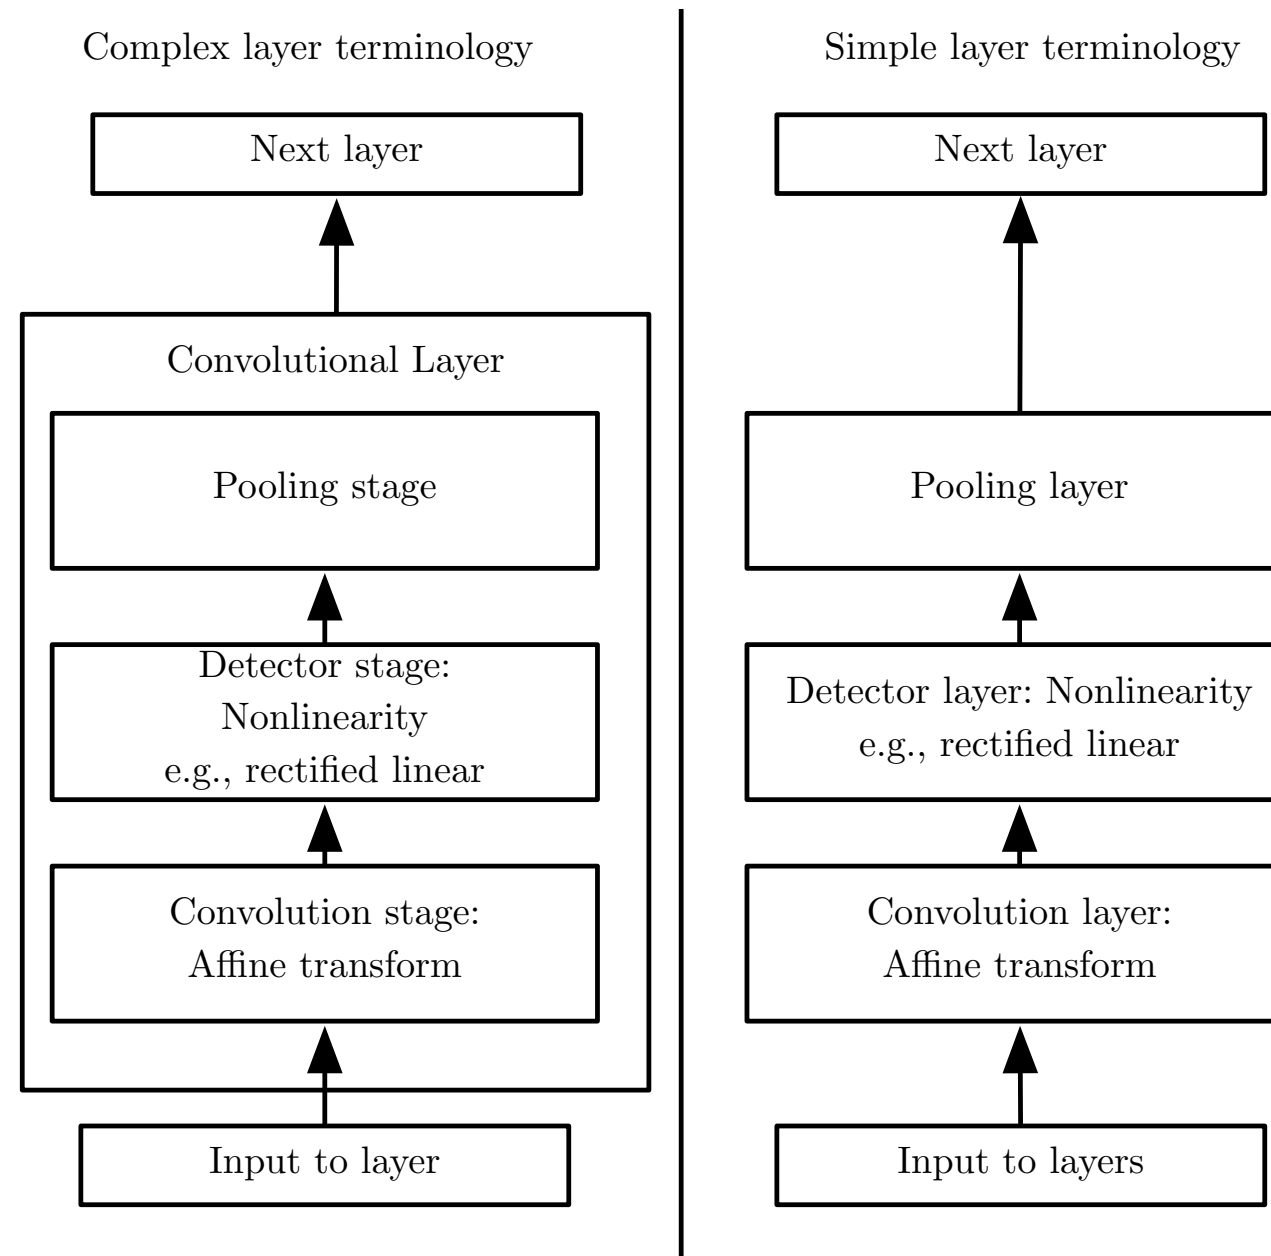 Complex layer terminology
Next layer
Convolutional Layer
Pooling stage
Detector stage:
Nonlinearity
e.g., rectified linear
Convolution stage:
Affine transform
Input to layer
Simple layer terminology
Next layer
Pooling layer
Detector layer: Nonlinearity
e.g., rectified linear
Convolution layer:
Affine transform
Input to layers